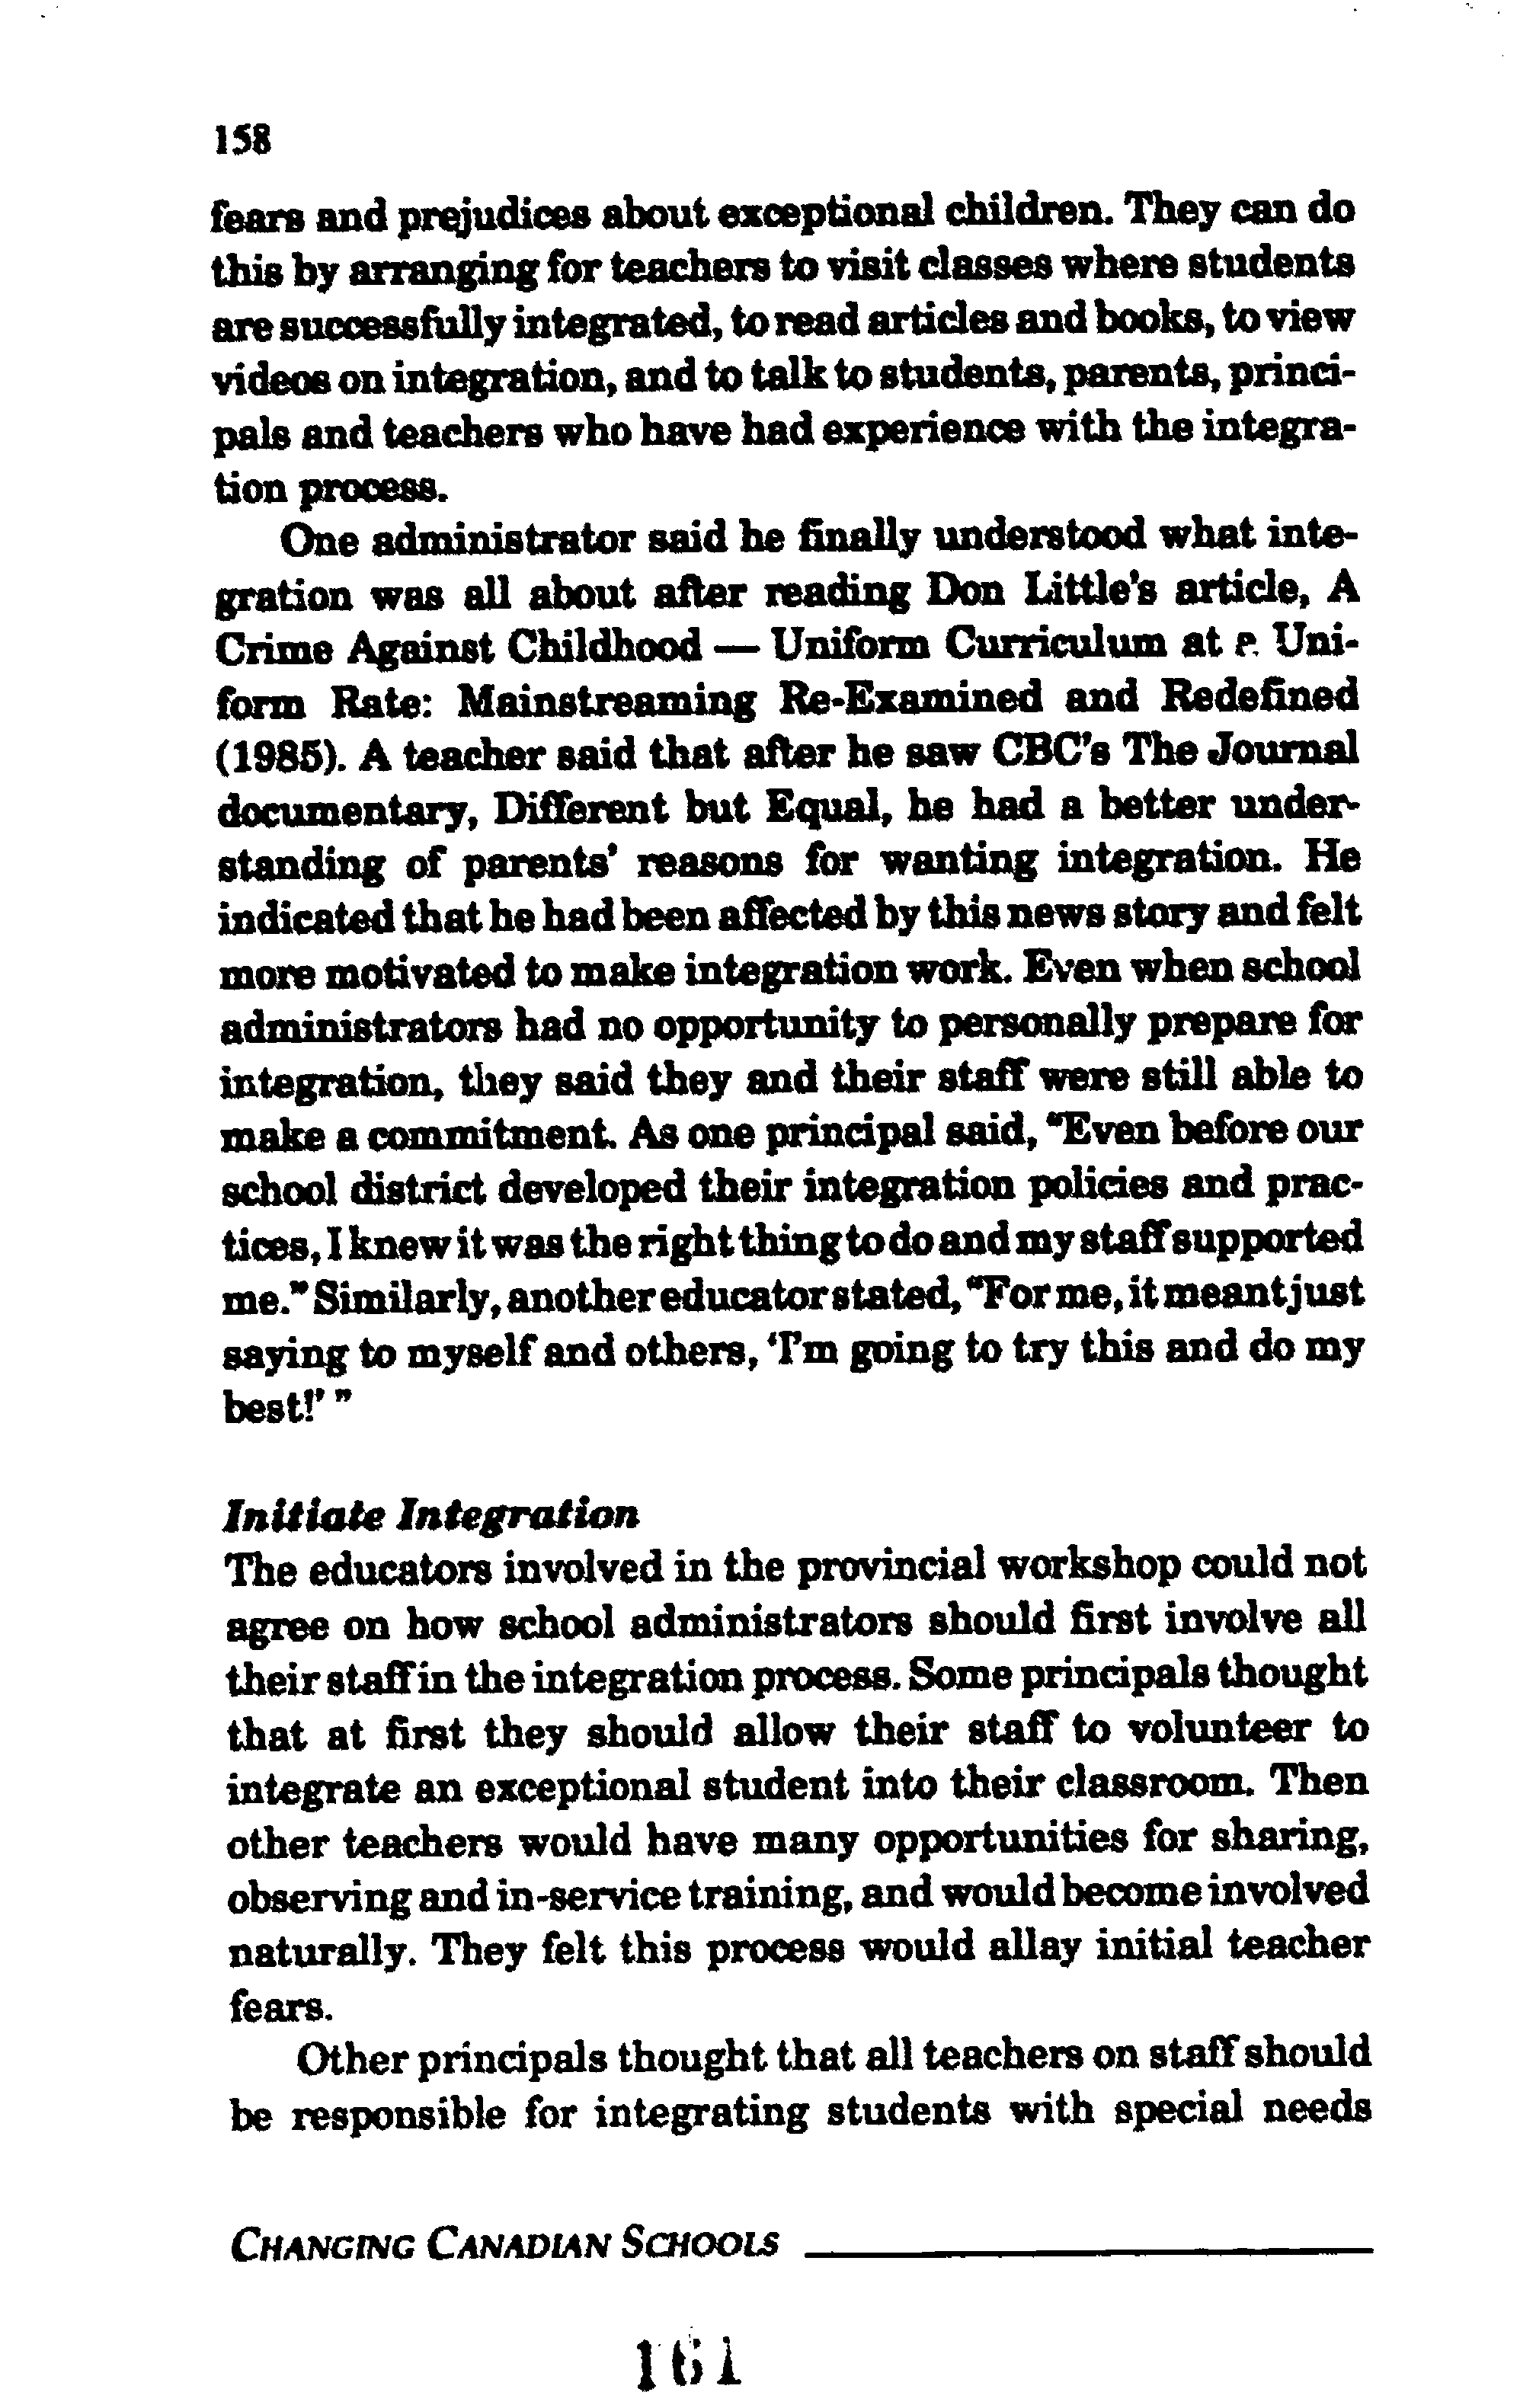 158
fears and prejudices about exceptional children. They can do
this by arranging for teachers to visit classes where students
are successfully integrated, to read articles and books, to view
videos on integration, and to talk to students, parents, princi-
pals and teachers who have had experience with the integra-
tion process.
One administrator said he finally understood what inte-
gration was all about after reading Don Little's article, A
Crime Against Childhood — Uniform Curriculum at a Uni-
form Rate: Mainstreaming Re-Examined and Redefined
(1985). A teacher said that after he saw CBC's The Journal
documentary, Different but Equal, he had a better under-
standing of parents' reasons for wanting integration. He
indicated that he had been affected by this news story and felt
more motivated to make integration work. Even when school
administrators had no opportunity to personally prepare for
integration, they said they and their staff were still able to
make a commitment. As one principal said, "Even before our
school district developed their integration policies and prac-
tices, I knew it was the right thing to do and my staff supported
me." Similarly, another educator stated, "For me, it meant just
saying to myself and others, 'I'm going to try this and do my
best!' "
Initiate Integration
The educators involved in the provincial workshop could not
agree on how school administrators should first involve all
their staff in the integration process. Some principals thought
that at first they should allow their staff to volunteer to
integrate an exceptional student into their classroom. Then
other teachers would have many opportunities for sharing,
observing and in-service training, and would become involved
naturally. They felt this process would allay initial teacher
fears.
Other principals thought that all teachers on staff should
be responsible for integrating students with special needs
CHANGING CANADIAN SCHOOLS
161